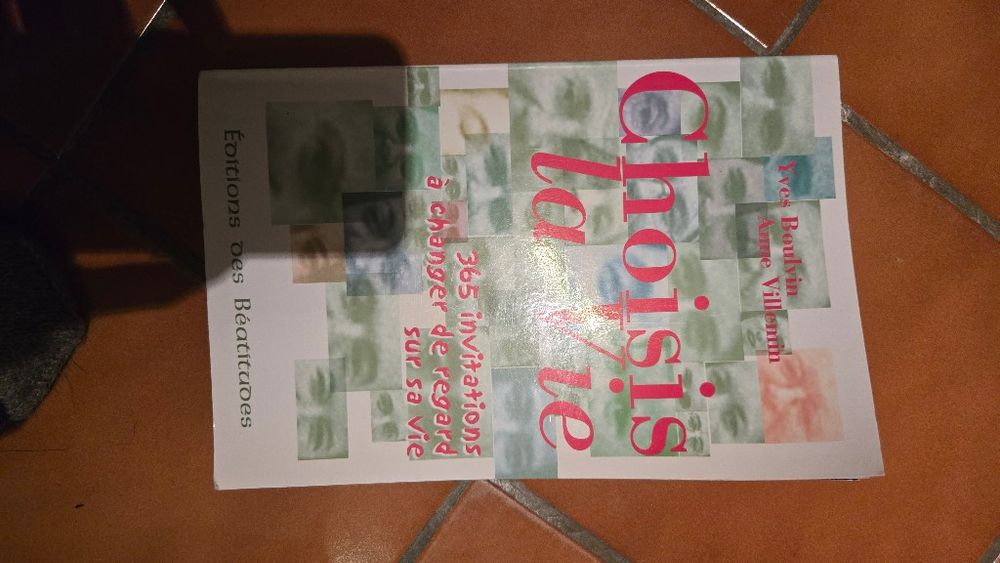 Yves Boulvin
Anne Villemin
Choisis
la Vie
365 invitations
à changer de regard
sur sa vie
Éditions des Béatitudes